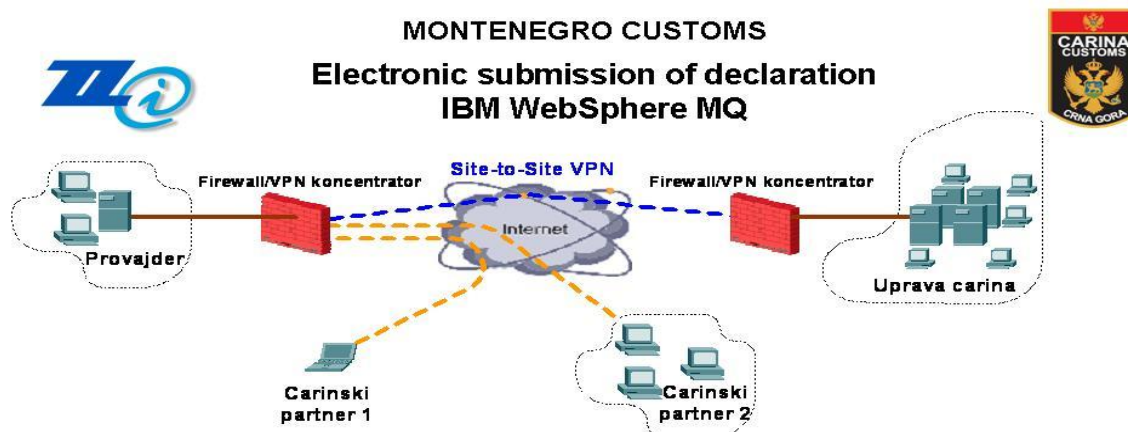 MONTENEGRO CUSTOMS
Electronic submission of declaration
IBM WebSphere MQ
CARINA
CUSTOMS
CRNA GORA
Site-to-Site VPN
Firewall/VPN koncentrator
Firewall/VPN koncentrator
Internet
Provajder
Uprava carina
Carinski
partner 1
Carinski
partner 2